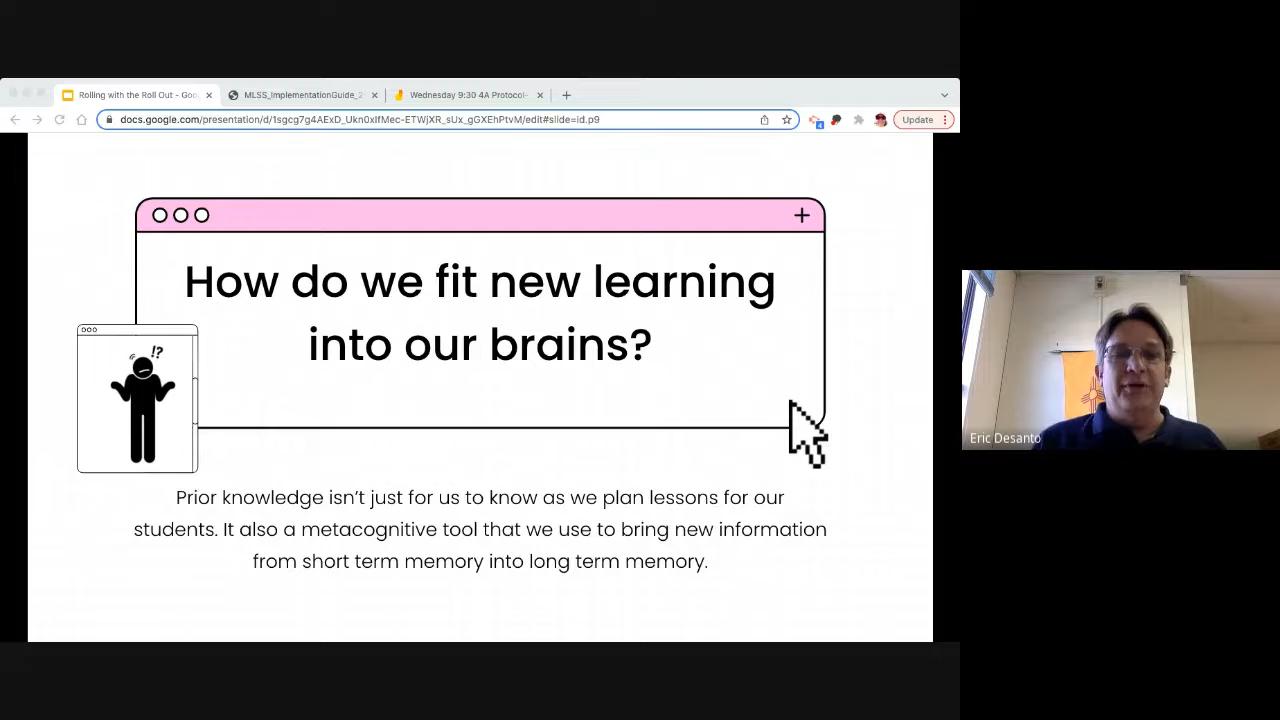 Rolling with the Roll Out - Goo
MLSS_ImplementationGuide_2
Wednesday 9:30 4A Protocol-
docs.google.com/presentation/d/1sgcg7g4AExD_Ukn0xIfMec-ETWjXR_sUx_gGXEhPtvM/edit#slide=id.p9
4
Update
How do we fit new learning
into our brains?
!?
Prior knowledge isn't just for us to know as we plan lessons for our
students. It also a metacognitive tool that we use to bring new information
from short term memory into long term memory.
Eric Desanto